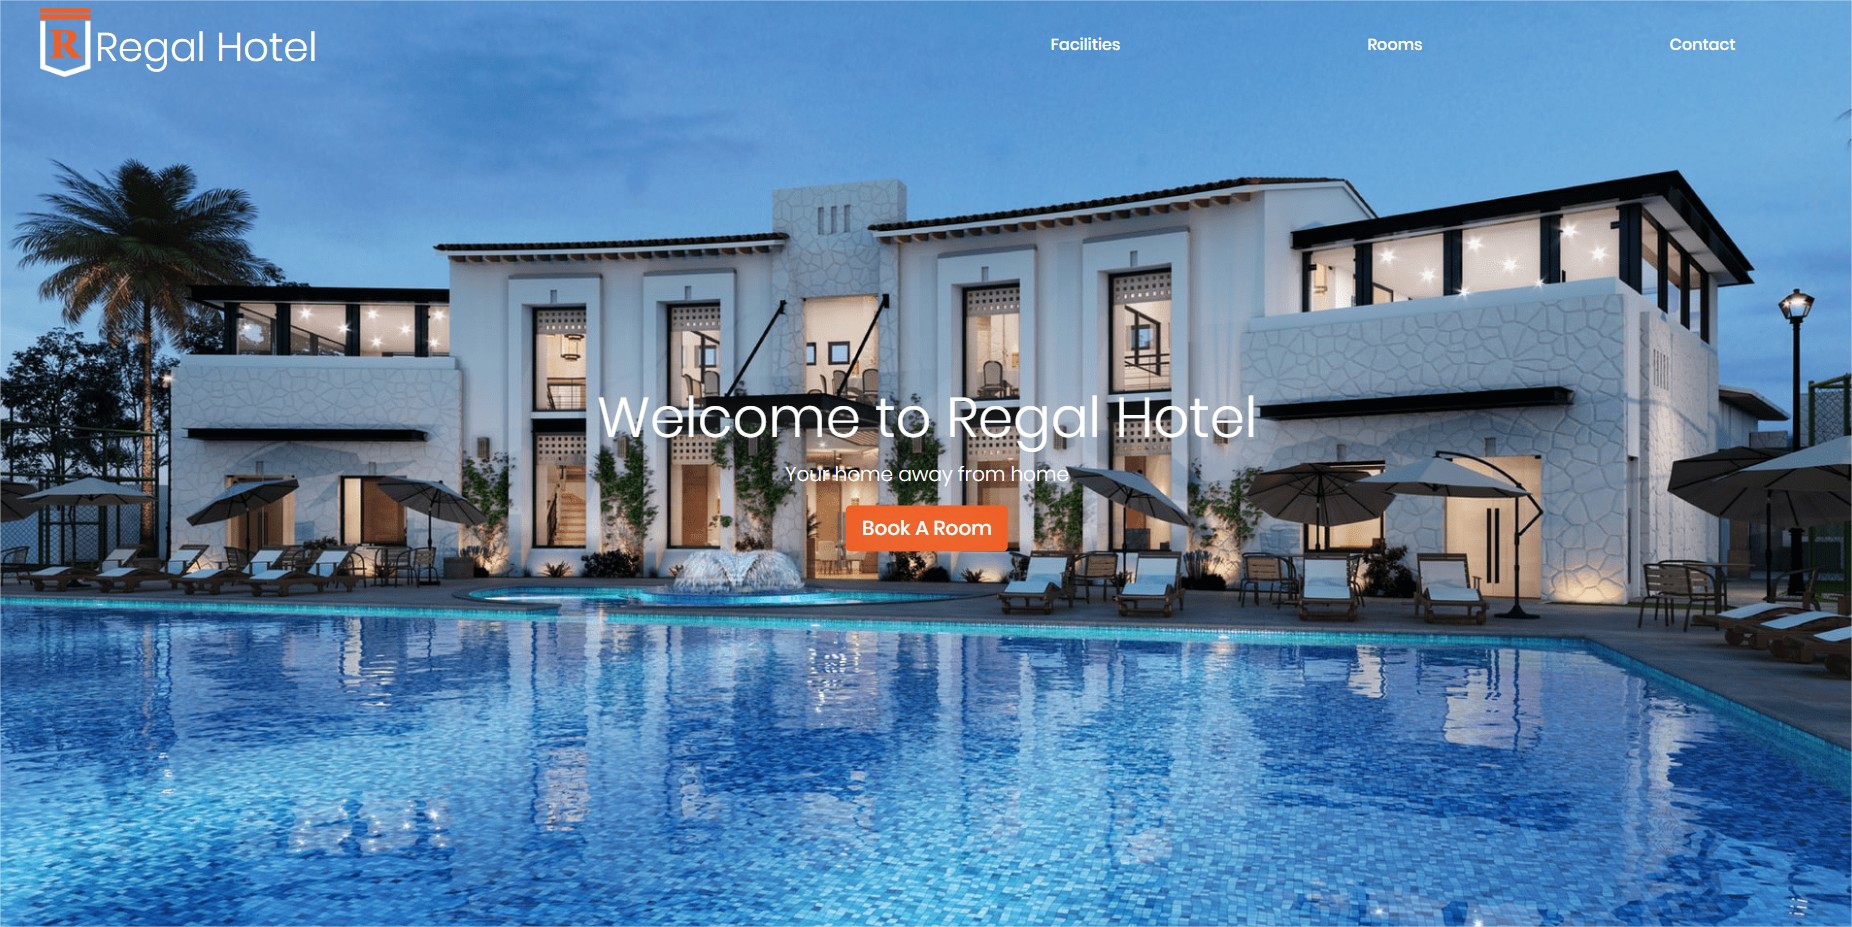 R Regal Hotel
Facilities Rooms Contact
Welcome to Regal Hotel
Your home away from home
Book A Room